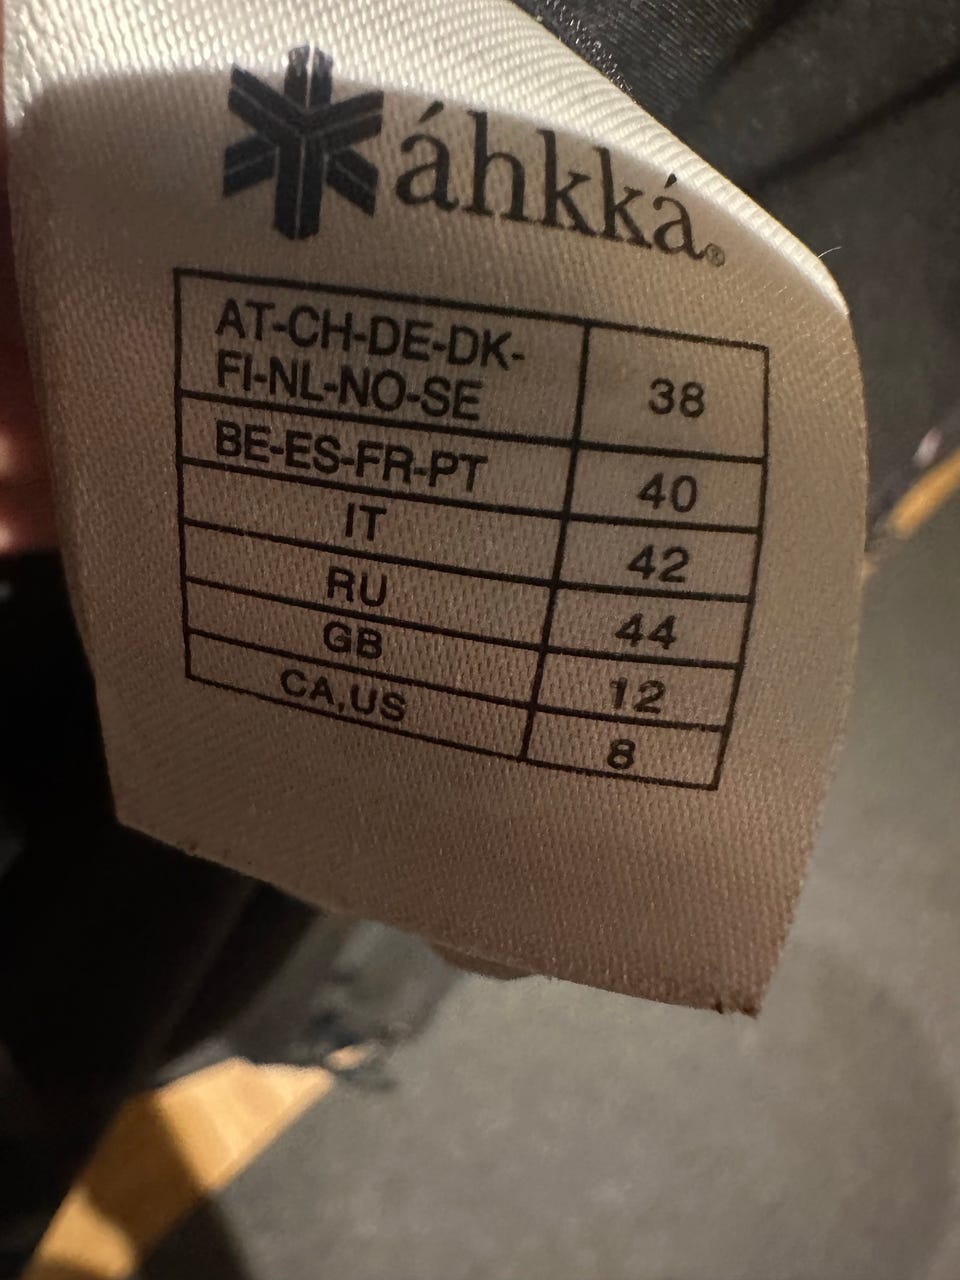 áhkká®
AT-CH-DE-DK-
FI-NL-NO-SE 38
BE-ES-FR-PT 40
IT 42
RU 44
GB 12
CA,US 8